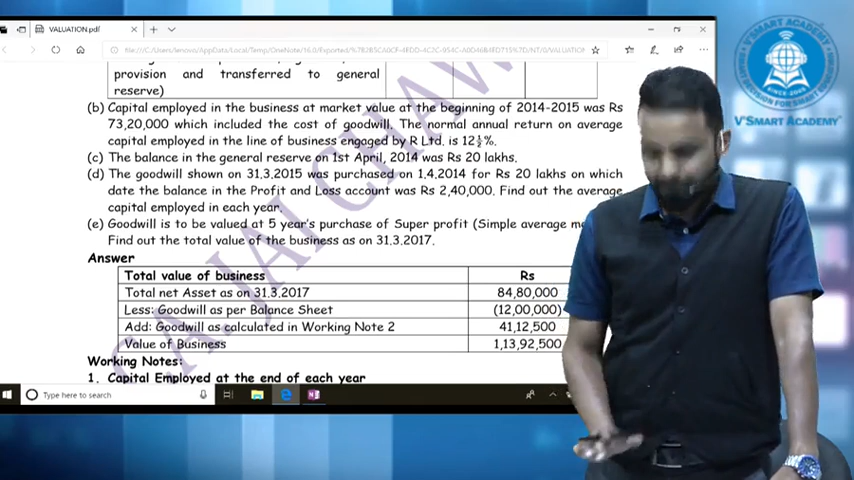 VALUATION.pdf
V'SMART ACADEMY
provision and transferred to general
reserve)
(b) Capital employed in the business at market value at the beginning of 2014-2015 was Rs
73,20,000 which included the cost of goodwill. The normal annual return on average
capital employed in the line of business engaged by R Ltd. is 12½%.
(c) The balance in the general reserve on 1st April, 2014 was Rs 20 lakhs.
(d) The goodwill shown on 31.3.2015 was purchased on 1.4.2014 for Rs 20 lakhs on which
date the balance in the Profit and Loss account was Rs 2,40,000. Find out the average
capital employed in each year.
(e) Goodwill is to be valued at 5 year's purchase of Super profit (Simple average
Find out the total value of the business as on 31.3.2017.
Answer
Total value of business Rs
Total net Asset as on 31.3.2017 84,80,000
Less: Goodwill as per Balance Sheet (12,00,000)
Add: Goodwill as calculated in Working Note 2 41,12,500
Value of Business 1,13,92,500
Working Notes:
1. Capital Employed at the end of each year
Type here to search
V'SMART ACADEMY
SINCE-2005